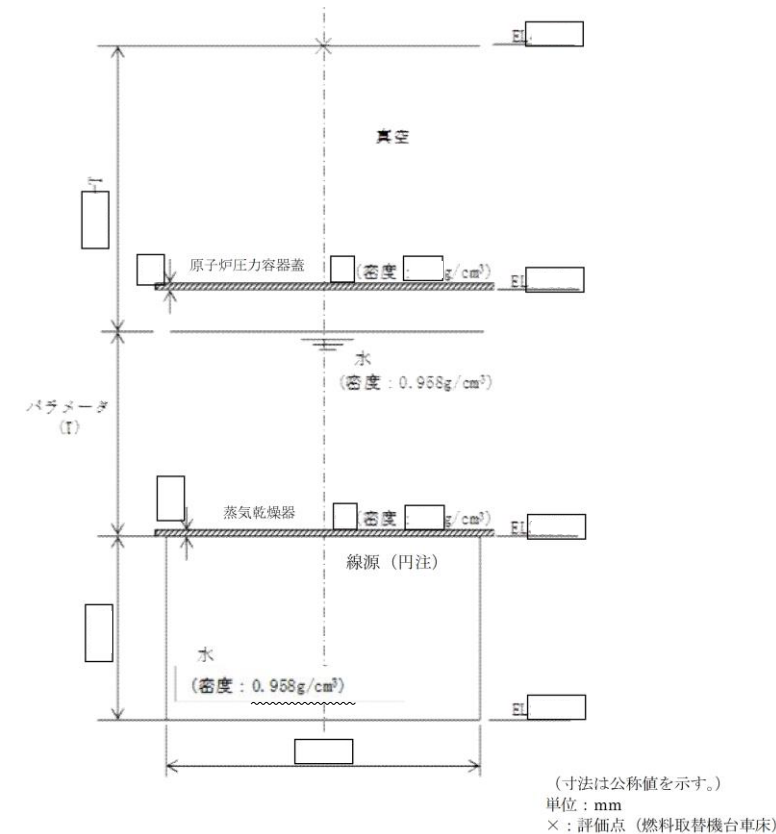 EL
真空
-T
原子炉圧力容器蓋
(密度：
g/cm³)
EL
水
(密度：0.958g/cm³)
パラメータ
(T)
蒸気乾燥器
(密度：
g/cm³)
EL
線源（円注）
水
(密度：0.958g/cm³)
EL
（寸法は公称値を示す。）
単位：mm
×：評価点（燃料取替機台車床）